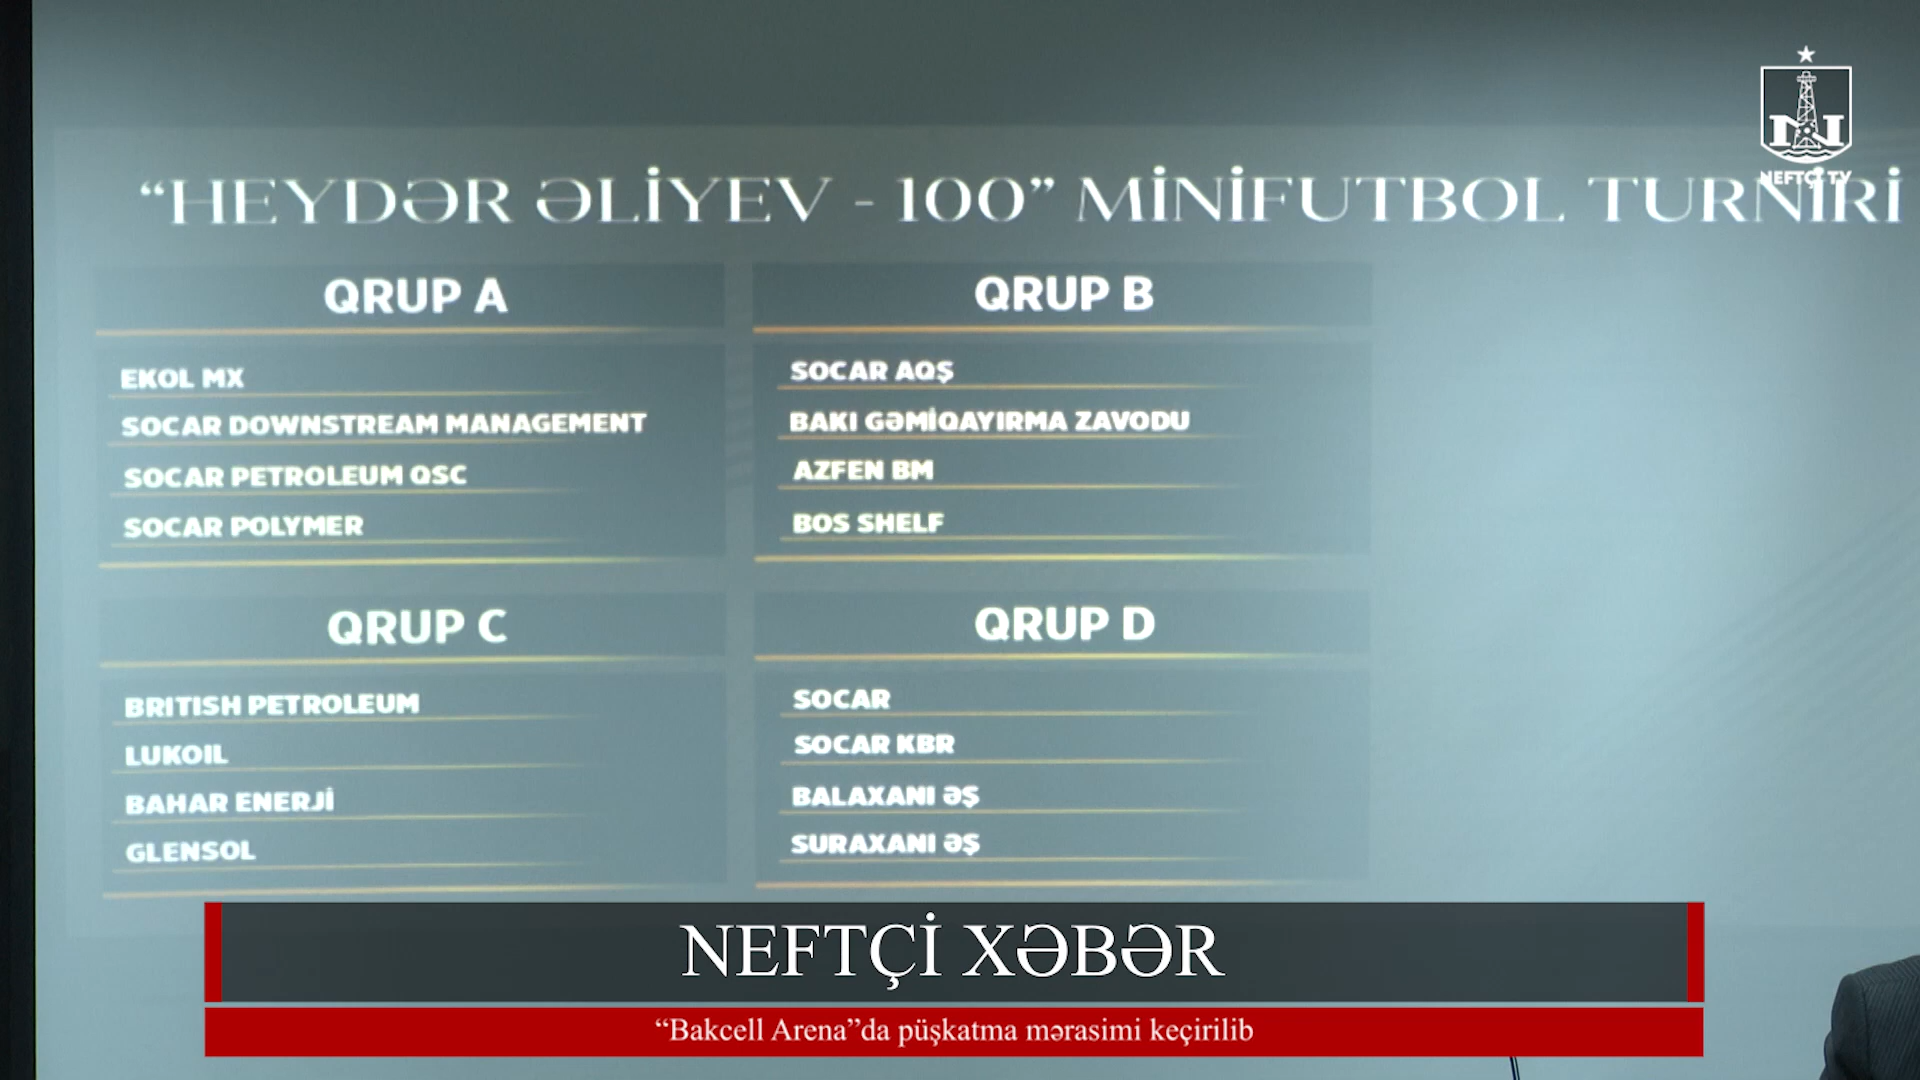 NEFTÇİ TV
“HEYDƏR ƏLİYEV - 100” MİNİFUTBOL TURNİRİ
QRUP A
EKOL MX
SOCAR DOWNSTREAM MANAGEMENT
SOCAR PETROLEUM QSC
SOCAR POLYMER
QRUP B
SOCAR AQŞ
BAKI GƏMİQAYIRMA ZAVODU
AZFEN BM
BOS SHELF
QRUP C
BRITISH PETROLEUM
LUKOIL
BAHAR ENERJİ
GLENSOL
QRUP D
SOCAR
SOCAR KBR
BALAXANI ƏŞ
SURAXANI ƏŞ
NEFTÇİ XƏBƏR
“Bakcell Arena”da püşkatma mərasimi keçirilib